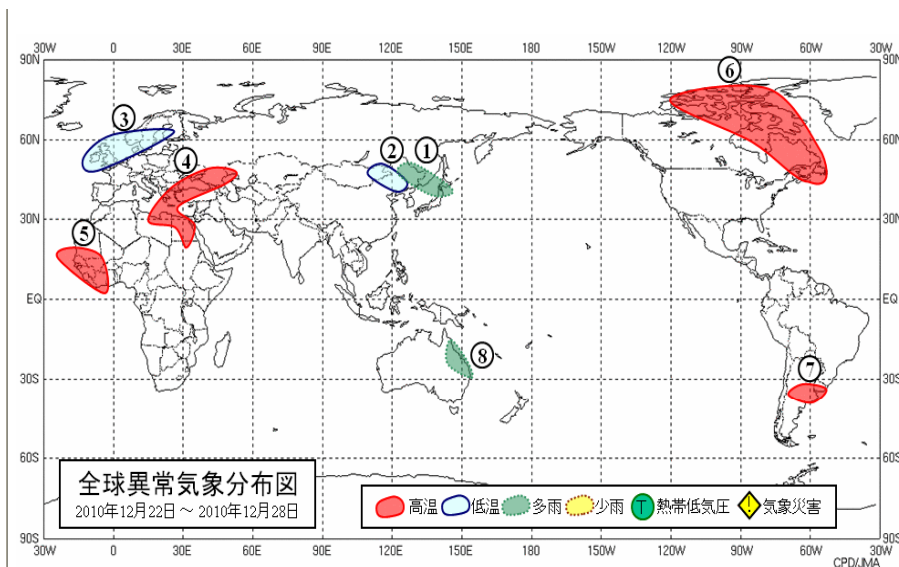 30W 0 30E 60E 90E 120E 150E 180 150W 120W 90W 60W 30W
90N 90N
60N 60N
30N 30N
EQ EQ
30S 30S
60S 60S
90S 90S
⑥
③
② ①
④
⑤
⑧
⑦
全球異常気象分布図
2010年12月22日 ～ 2010年12月28日
高温 低温 多雨 少雨 T 熱帯低気圧 ! 気象災害
30W 0 30E 60E 90E 120E 150E 180 150W 120W 90W 60W 30W
CPD/JMA